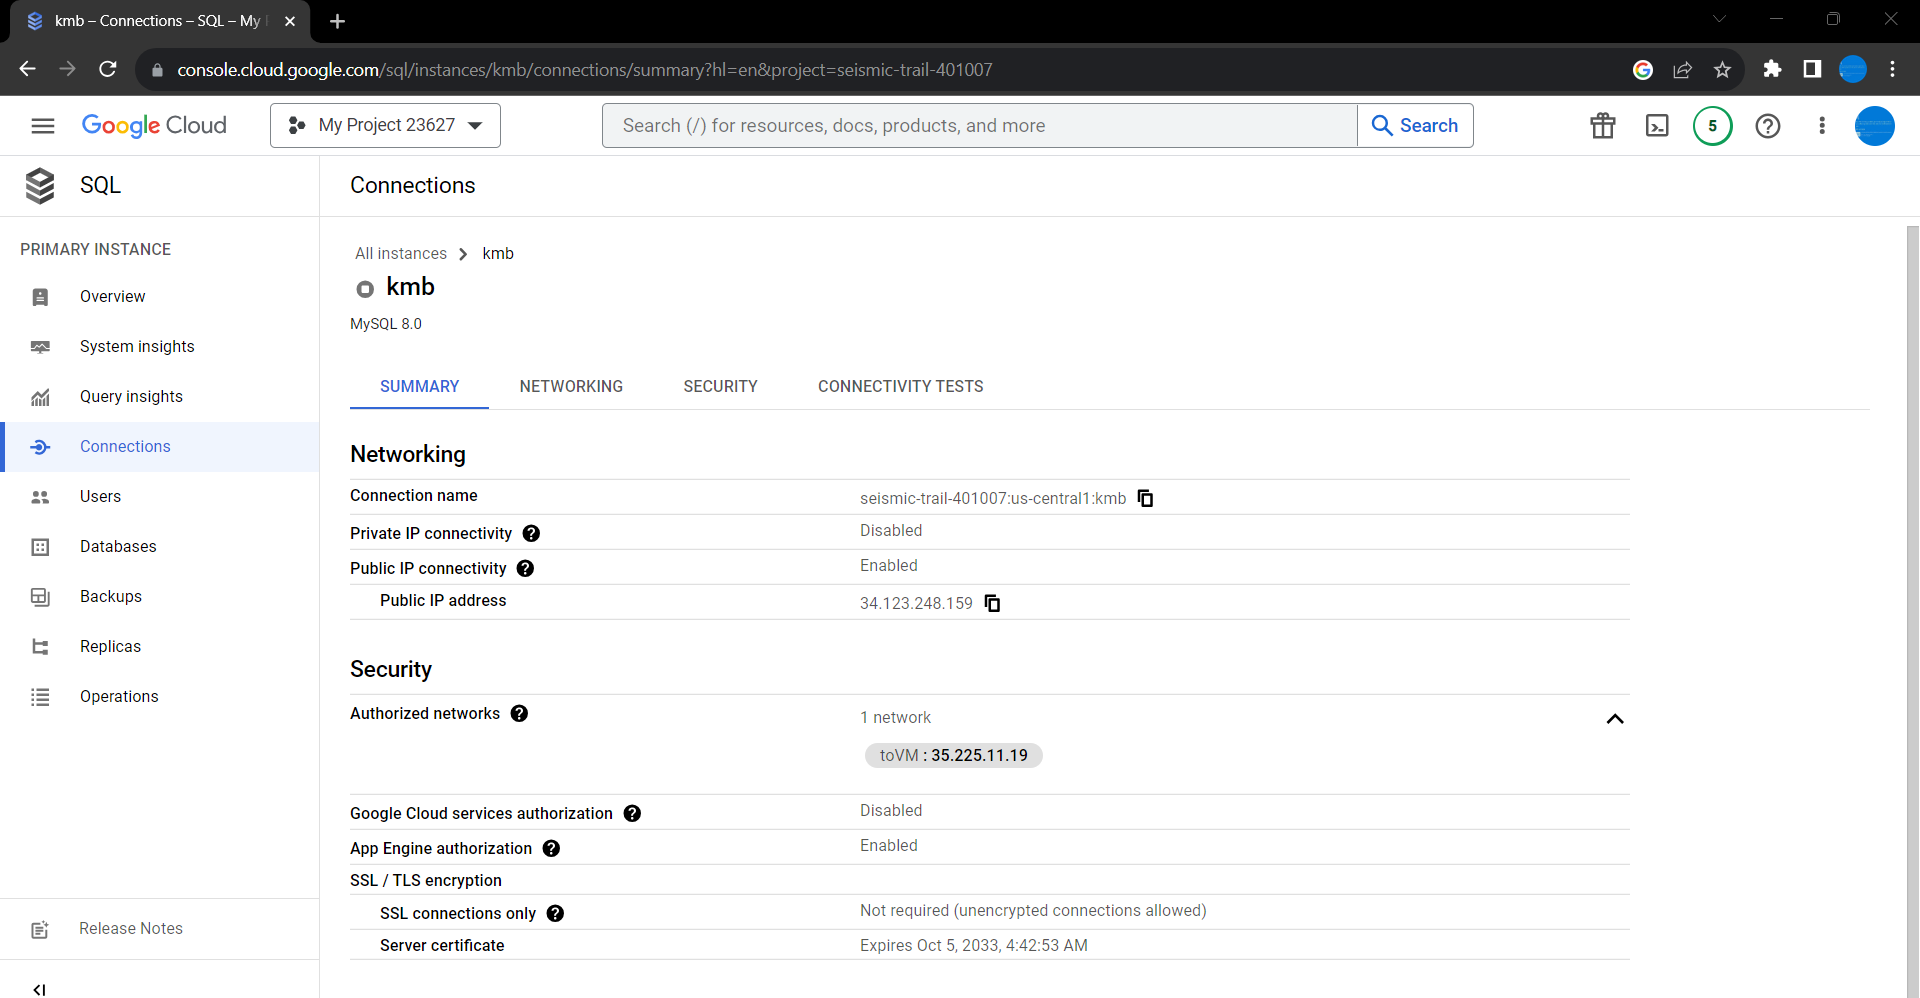 kmb – Connections – SQL – My
console.cloud.google.com/sql/instances/kmb/connections/summary?hl=en&project=seismic-trail-401007
Google Cloud
My Project 23627
Search (/) for resources, docs, products, and more
Search
5
SQL
Connections
PRIMARY INSTANCE
Overview
System insights
Query insights
Connections
Users
Databases
Backups
Replicas
Operations
Release Notes
All instances
kmb
kmb
MySQL 8.0
SUMMARY
NETWORKING
SECURITY
CONNECTIVITY TESTS
Networking
Connection name
seismic-trail-401007:us-central1:kmb
Private IP connectivity
Disabled
Public IP connectivity
Enabled
Public IP address
34.123.248.159
Security
Authorized networks
1 network
toVM : 35.225.11.19
Google Cloud services authorization
Disabled
App Engine authorization
Enabled
SSL / TLS encryption
SSL connections only
Not required (unencrypted connections allowed)
Server certificate
Expires Oct 5, 2033, 4:42:53 AM